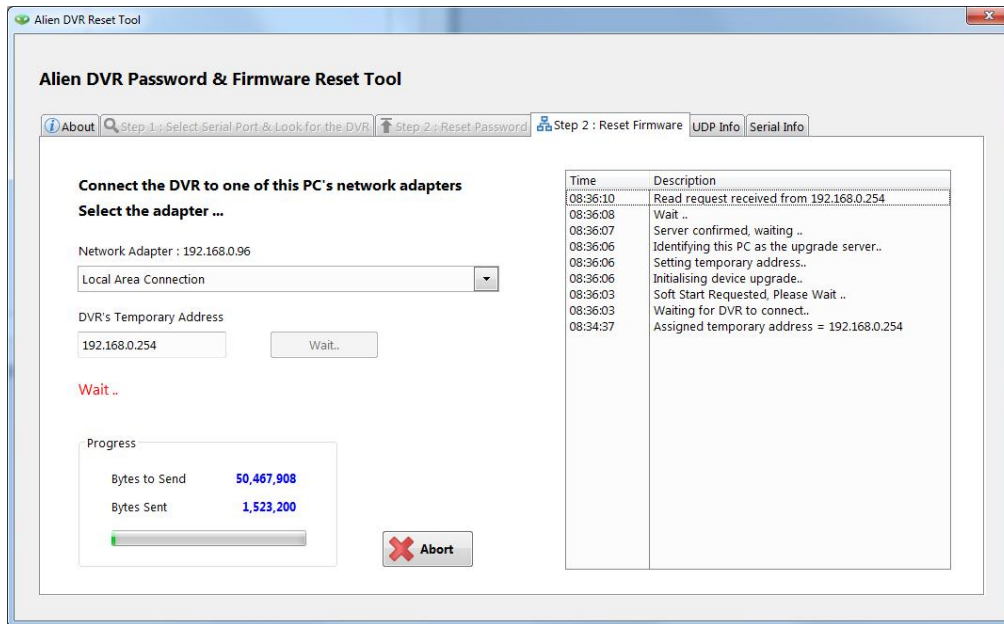 Alien DVR Reset Tool
Alien DVR Password & Firmware Reset Tool
About Step 1 : Select Serial Port & Look for the DVR Step 2 : Reset Password Step 2 : Reset Firmware UDP Info Serial Info
Connect the DVR to one of this PC's network adapters
Select the adapter ...
Network Adapter : 192.168.0.96
Local Area Connection
DVR's Temporary Address
192.168.0.254 Wait..
Wait ..
Progress
Bytes to Send 50,467,908
Bytes Sent 1,523,200
Abort
Time Description
08:36:10 Read request received from 192.168.0.254
08:36:08 Wait ..
08:36:07 Server confirmed, waiting ..
08:36:06 Identifying this PC as the upgrade server..
08:36:06 Setting temporary address..
08:36:06 Initialising device upgrade..
08:36:03 Soft Start Requested, Please Wait ..
08:36:03 Waiting for DVR to connect..
08:34:37 Assigned temporary address = 192.168.0.254